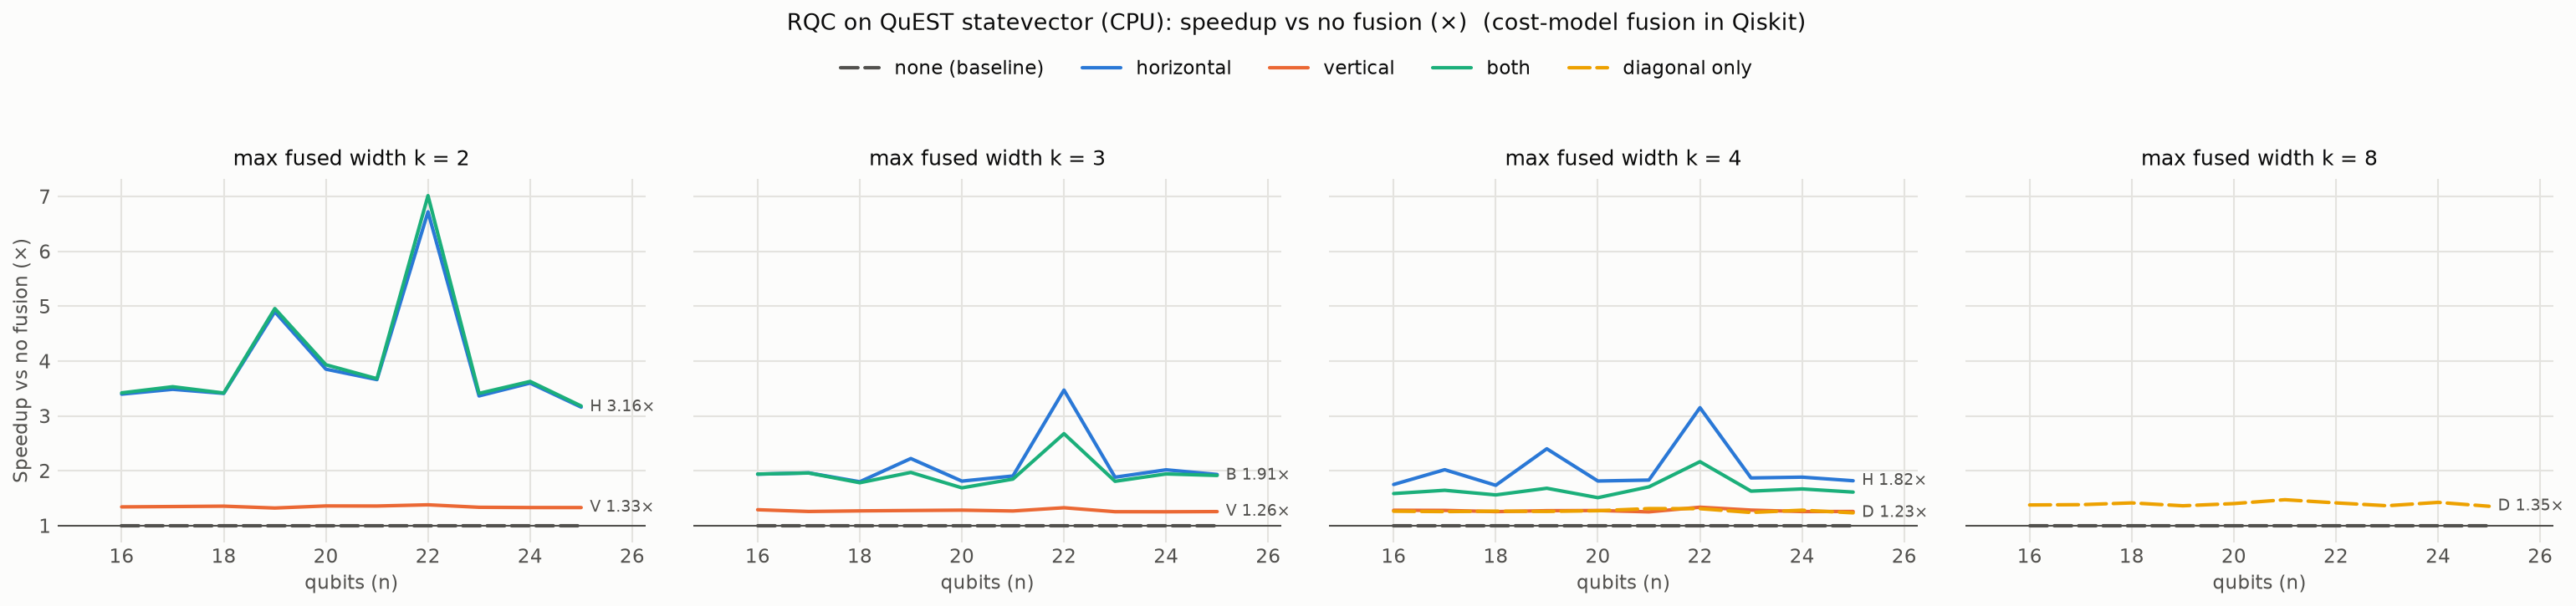 RQC on QuEST statevector (CPU): speedup vs no fusion (×)  (cost-model fusion in Qiskit)
none (baseline) horizontal vertical both diagonal only
max fused width k = 2
Speedup vs no fusion (×)
7
6
5
4
3
2
1
H 3.16×
V 1.33×
16 18 20 22 24 26
qubits (n)
max fused width k = 3
B 1.91×
V 1.26×
16 18 20 22 24 26
qubits (n)
max fused width k = 4
H 1.82×
D 1.23×
16 18 20 22 24 26
qubits (n)
max fused width k = 8
D 1.35×
16 18 20 22 24 26
qubits (n)